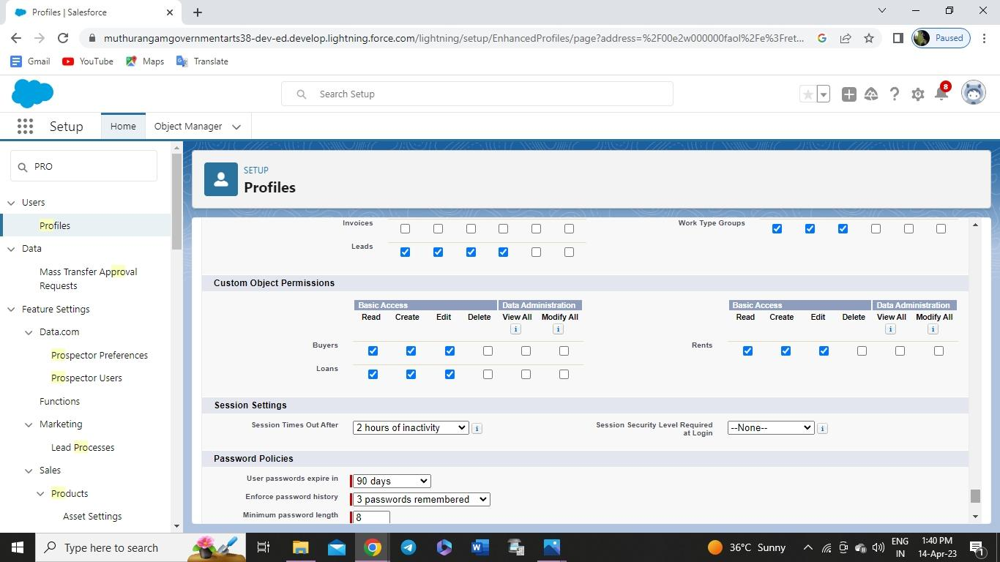 Profiles | Salesforce
muthurangamgovernmentarts38-dev-ed.develop.lightning.force.com/lightning/setup/EnhancedProfiles/page?address=%2F00e2w000000faol%2Fe%3Fret...
Paused
Gmail
YouTube
Maps
Translate
Search Setup
8
Setup
Home
Object Manager
PRO
Users
Profiles
Data
Mass Transfer Approval
Requests
Feature Settings
Data.com
Prospector Preferences
Prospector Users
Functions
Marketing
Lead Processes
Sales
Products
Asset Settings
SETUP
Profiles
Invoices
Work Type Groups
Leads
Custom Object Permissions
Basic Access Data Administration
Basic Access Data Administration
Read Create Edit Delete View All Modify All
Read Create Edit Delete View All Modify All
i i
i i
Buyers
Rents
Loans
Session Settings
Session Times Out After 2 hours of inactivity i
Session Security Level Required
at Login
--None-- i
Password Policies
User passwords expire in 90 days
Enforce password history 3 passwords remembered
Minimum password length 8
Type here to search
W
36°C Sunny
ENG
IN
1:40 PM
14-Apr-23
1